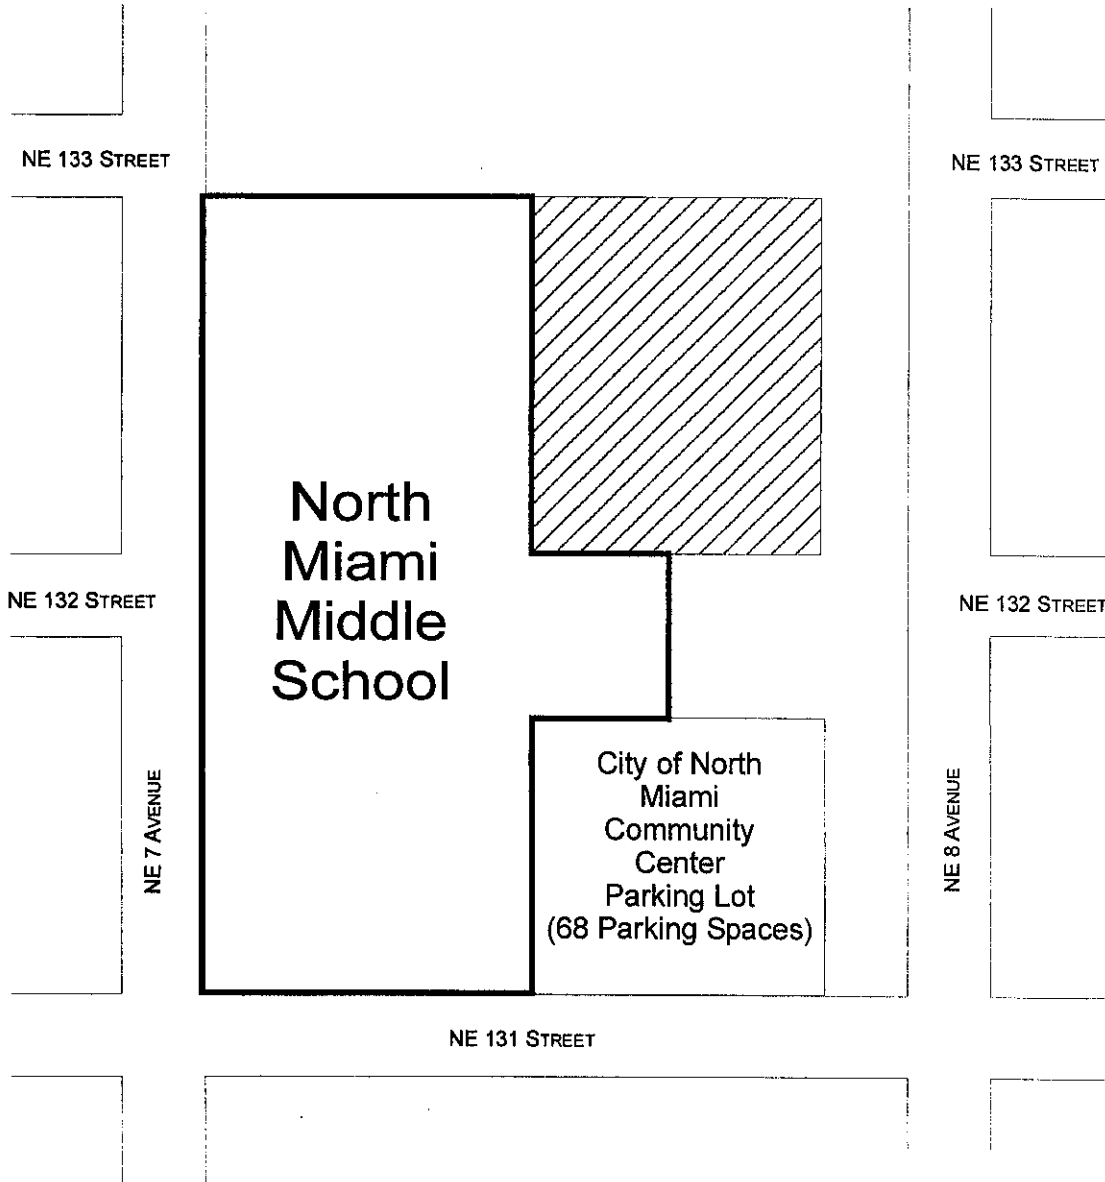 NE 133 STREET
NE 133 STREET
North
Miami
Middle
School
NE 132 STREET
NE 132 STREET
City of North
Miami
Community
Center
Parking Lot
(68 Parking Spaces)
NE 7 AVENUE
NE 8 AVENUE
NE 131 STREET